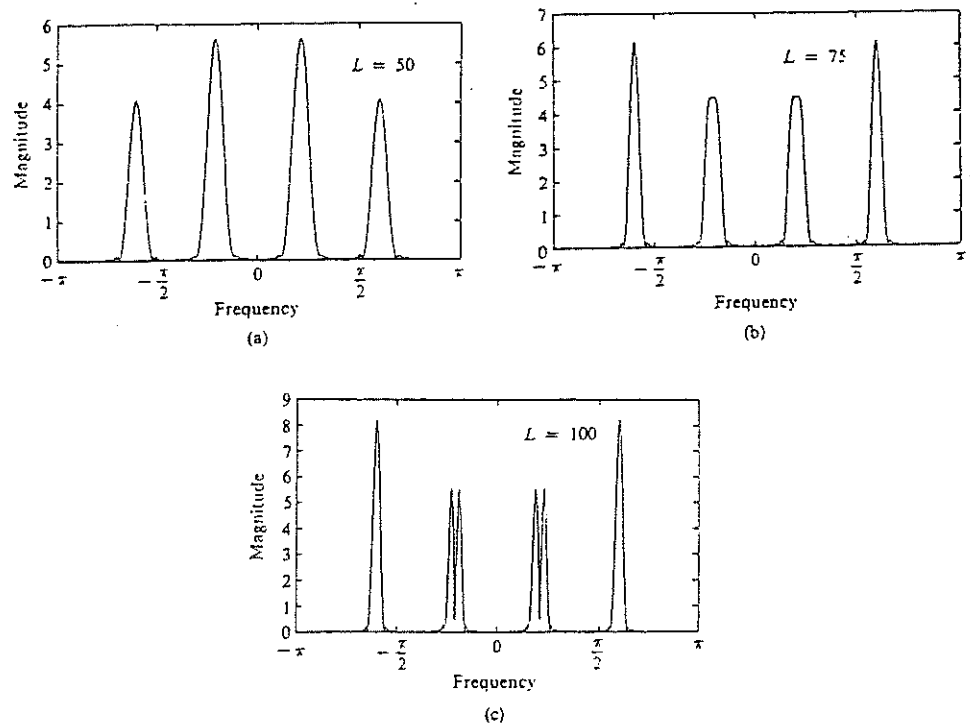 6
5
4
3
2
1
0
Magnitude
L = 50
−π
−π/2
0
π/2
π
Frequency
(a)
7
6
5
4
3
2
1
0
Magnitude
L = 75
−π
−π/2
0
π/2
π
Frequency
(b)
9
8
7
6
5
4
3
2
1
0
Magnitude
L = 100
−π
−π/2
0
π/2
π
Frequency
(c)